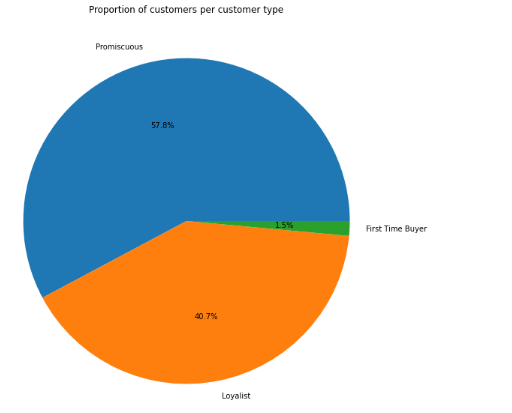 Proportion of customers per customer type
Promiscuous
57.8%
1.5%
First Time Buyer
40.7%
Loyalist